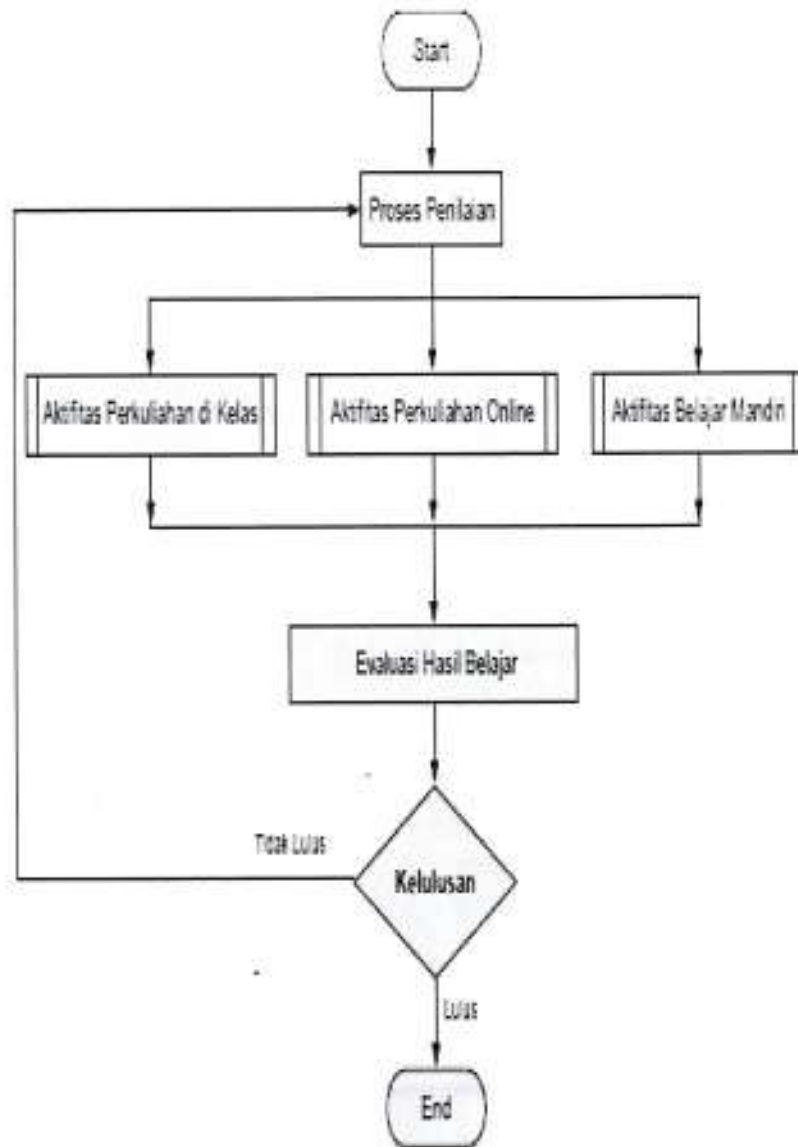 Start
Proses Penilaian
Aktifitas Perkuliahan di Kelas
Aktifitas Perkuliahan Online
Aktifitas Belajar Mandiri
Evaluasi Hasil Belajar
Tidak Lulus
Kelulusan
Lulus
End